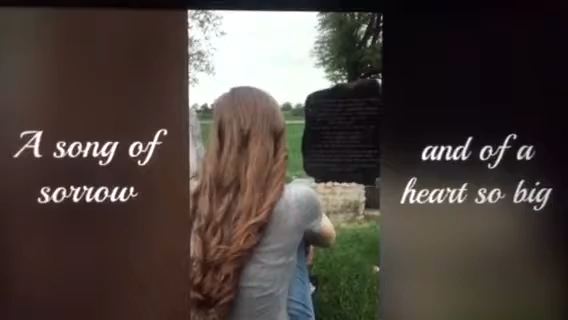 A song of
sorrow
and of a
heart so big